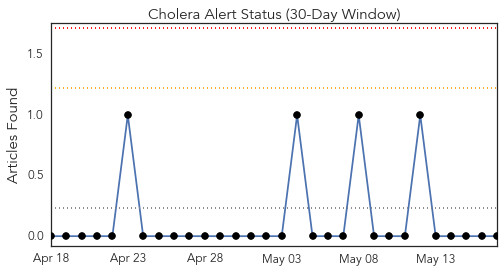 Cholera Alert Status (30-Day Window)
Articles Found
1.5
1.0
0.5
0.0
Apr 18 Apr 23 Apr 28 May 03 May 08 May 13